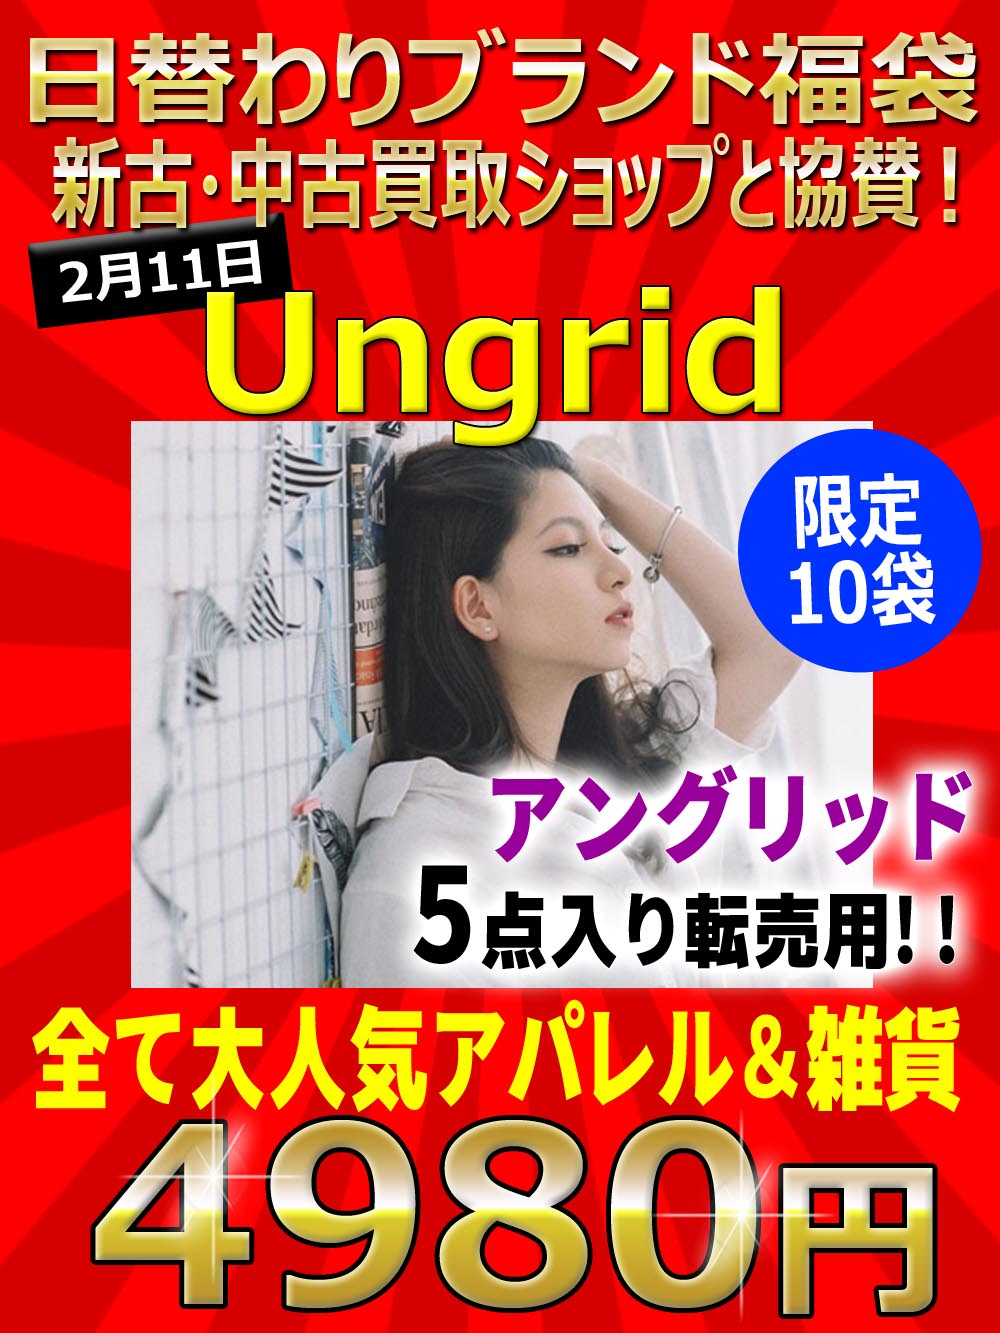 日替わりブランド福袋
新古・中古買取ショップと協賛！
2月11日
Ungrid
限定
10袋
アングリッド
5点入り転売用!!
全て大人気アパレル＆雑貨
4980円